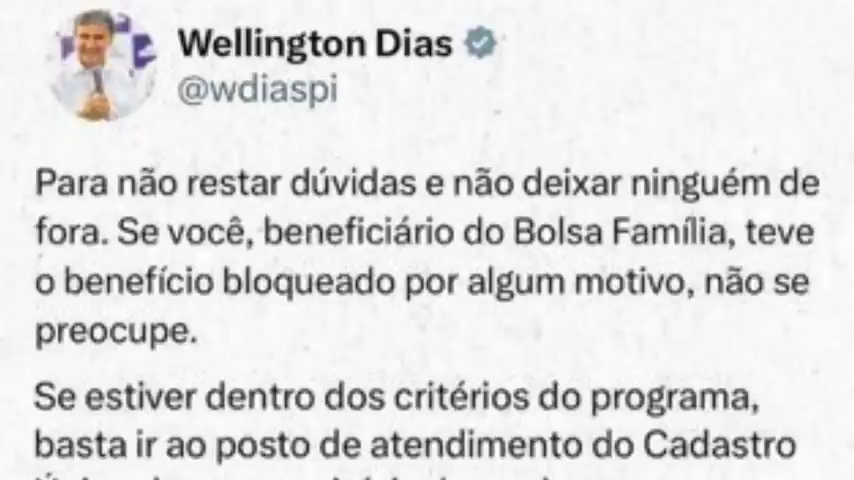 Wellington Dias
@wdiaspi
Para não restar dúvidas e não deixar ninguém de
fora. Se você, beneficiário do Bolsa Família, teve
o benefício bloqueado por algum motivo, não se
preocupe.
Se estiver dentro dos critérios do programa,
basta ir ao posto de atendimento do Cadastro